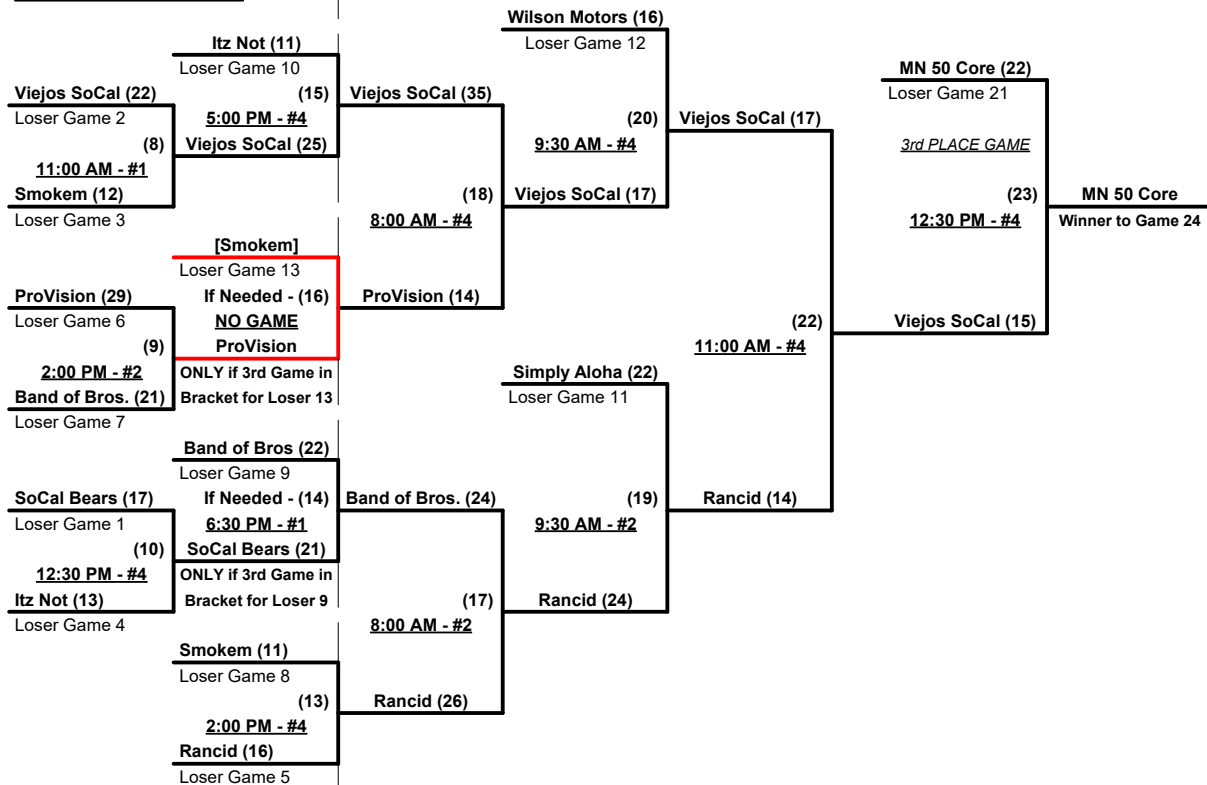 Wilson Motors (16)
Loser Game 12
Itz Not (11)
Loser Game 10
MN 50 Core (22)
Loser Game 21
Viejos SoCal (22)
Loser Game 2
(15)
5:00 PM - #4
Viejos SoCal (35)
(20)
9:30 AM - #4
Viejos SoCal (17)
(8)
11:00 AM - #1
Viejos SoCal (25)
3rd PLACE GAME
Smokem (12)
Loser Game 3
(18)
8:00 AM - #4
Viejos SoCal (17)
(23)
12:30 PM - #4
MN 50 Core
Winner to Game 24
[Smokem]
Loser Game 13
ProVision (29)
Loser Game 6
If Needed - (16)
NO GAME
ProVision
ProVision (14)
(22)
11:00 AM - #4
Viejos SoCal (15)
(9)
2:00 PM - #2
ONLY if 3rd Game in
Bracket for Loser 13
Band of Bros. (21)
Loser Game 7
Simply Aloha (22)
Loser Game 11
Band of Bros (22)
Loser Game 9
SoCal Bears (17)
Loser Game 1
If Needed - (14)
6:30 PM - #1
Band of Bros. (24)
(19)
9:30 AM - #2
Rancid (14)
(10)
12:30 PM - #4
SoCal Bears (21)
ONLY if 3rd Game in
Bracket for Loser 9
Itz Not (13)
Loser Game 4
(17)
8:00 AM - #2
Rancid (24)
Smokem (11)
Loser Game 8
(13)
2:00 PM - #4
Rancid (26)
Rancid (16)
Loser Game 5